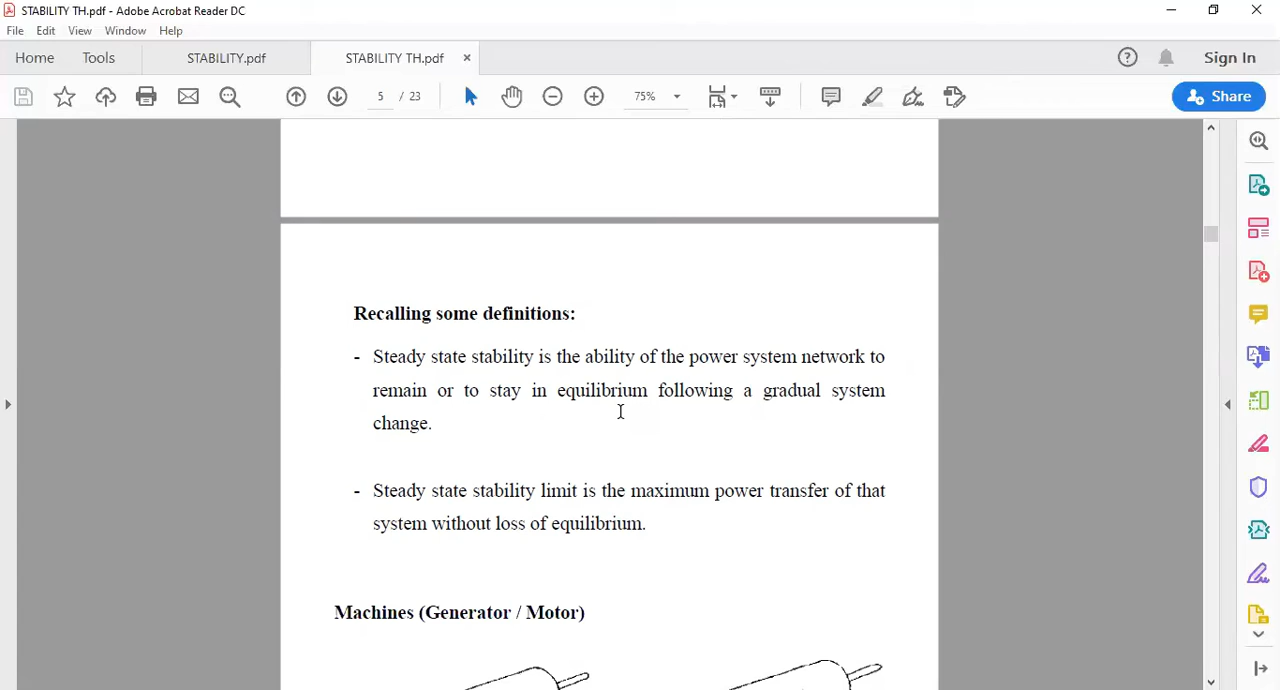 STABILITY TH.pdf - Adobe Acrobat Reader DC
File Edit View Window Help
Home Tools STABILITY.pdf STABILITY TH.pdf × Sign In
5 / 23 75% Share
Recalling some definitions:
- Steady state stability is the ability of the power system network to
remain or to stay in equilibrium following a gradual system
change.
- Steady state stability limit is the maximum power transfer of that
system without loss of equilibrium.
Machines (Generator / Motor)